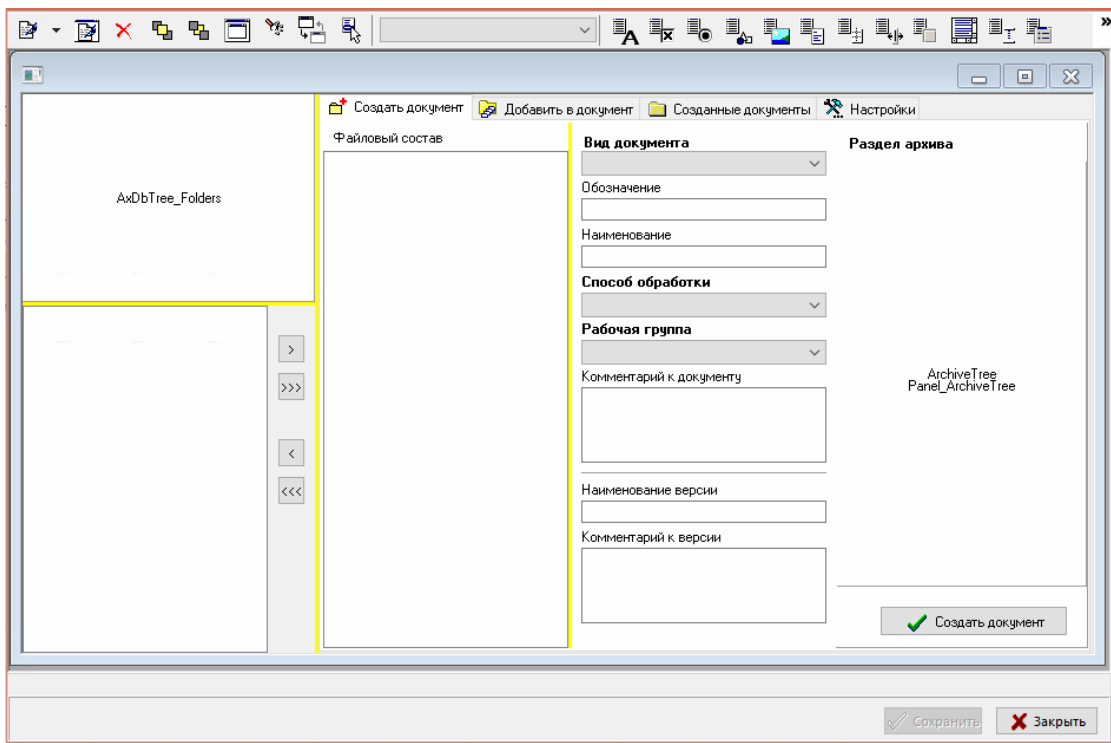 »
Создать документ
Добавить в документ
Созданные документы
Настройки
AxDbTree_Folders
>
>>>
<
<<<
Файловый состав
Вид документа
Обозначение
Наименование
Способ обработки
Рабочая группа
Комментарий к документу
Наименование версии
Комментарий к версии
Раздел архива
ArchiveTree
Panel_ArchiveTree
Создать документ
Сохранить
Закрыть